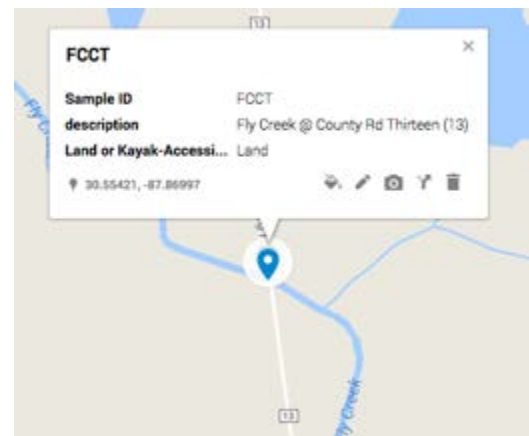 13
FCCT
Sample ID FCCT
description Fly Creek @ County Rd Thirteen (13)
Land or Kayak-Accessi... Land
30.55421, -87.86997
13
Fly Creek